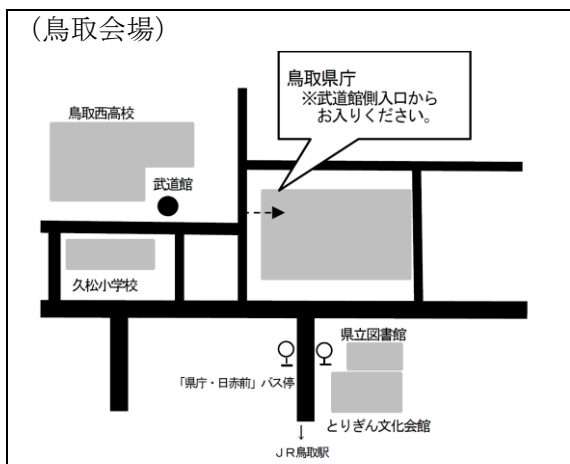 (鳥取会場)
鳥取県庁
※武道館側入口から
お入りください。
鳥取西高校
武道館
久松小学校
県立図書館
「県庁・日赤前」バス停
とりぎん文化会館
↓
ＪＲ鳥取駅